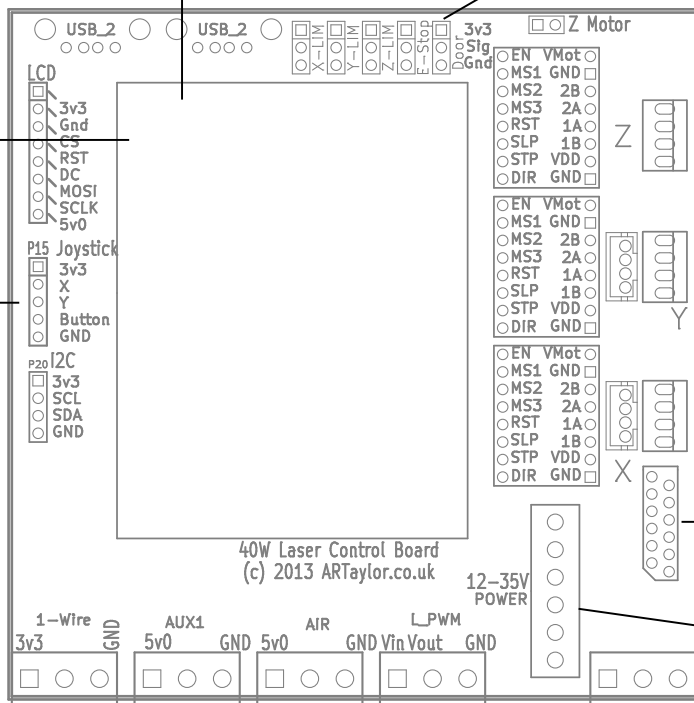 USB_2
USB_2
X-LIM
Y-LIM
Z-LIM
E-Stop
Door
3v3
Sig
Gnd
Z Motor
LCD
3v3
Gnd
CS
RST
DC
MOSI
SCLK
5v0
P15 Joystick
3v3
X
Y
Button
GND
P20 I2C
3v3
SCL
SDA
GND
EN VMot
MS1 GND
MS2 2B
MS3 2A
RST 1A
SLP 1B
STP VDD
DIR GND
Z
EN VMot
MS1 GND
MS2 2B
MS3 2A
RST 1A
SLP 1B
STP VDD
DIR GND
Y
EN VMot
MS1 GND
MS2 2B
MS3 2A
RST 1A
SLP 1B
STP VDD
DIR GND
X
40W Laser Control Board
(c) 2013 ARTaylor.co.uk
12-35V
POWER
1-Wire
3v3 GND
AUX1
5v0 GND
AIR
5v0 GND
L_PWM
Vin Vout GND